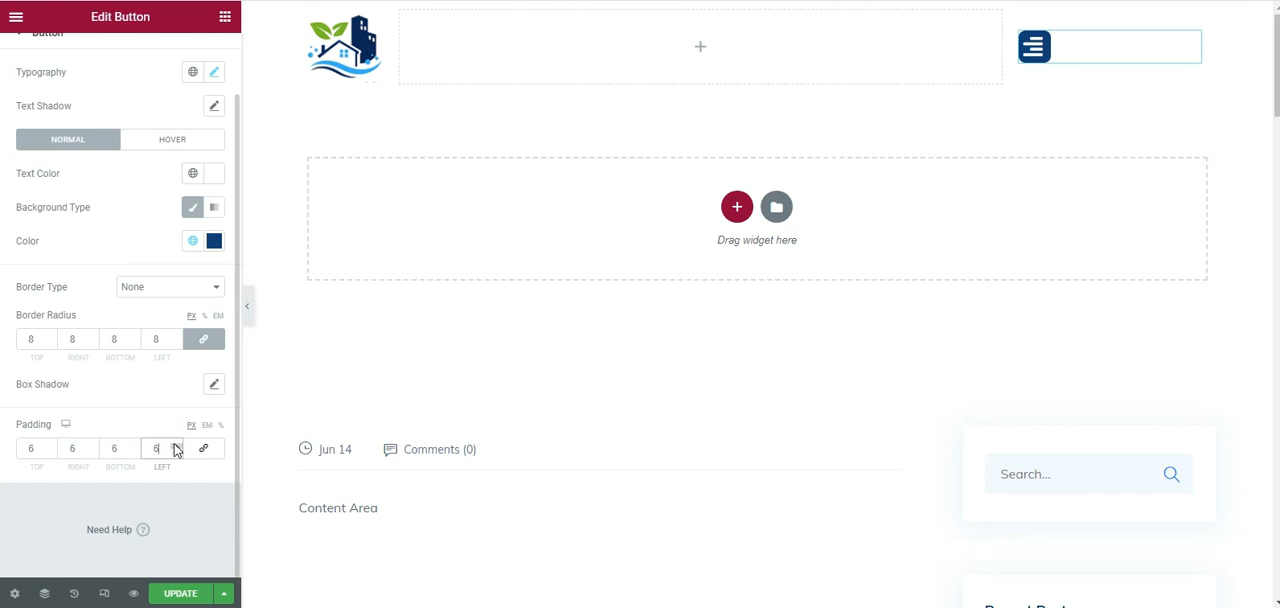 Edit Button
Button
Typography
Text Shadow
NORMAL HOVER
Text Color
Background Type
Color
Border Type None
Border Radius PX % EM
8 8 8 8
TOP RIGHT BOTTOM LEFT
Box Shadow
Padding PX EM %
6 6 6 6
TOP RIGHT BOTTOM LEFT
Need Help ?
UPDATE
+
+
Drag widget here
Jun 14 Comments (0)
Content Area
Search...